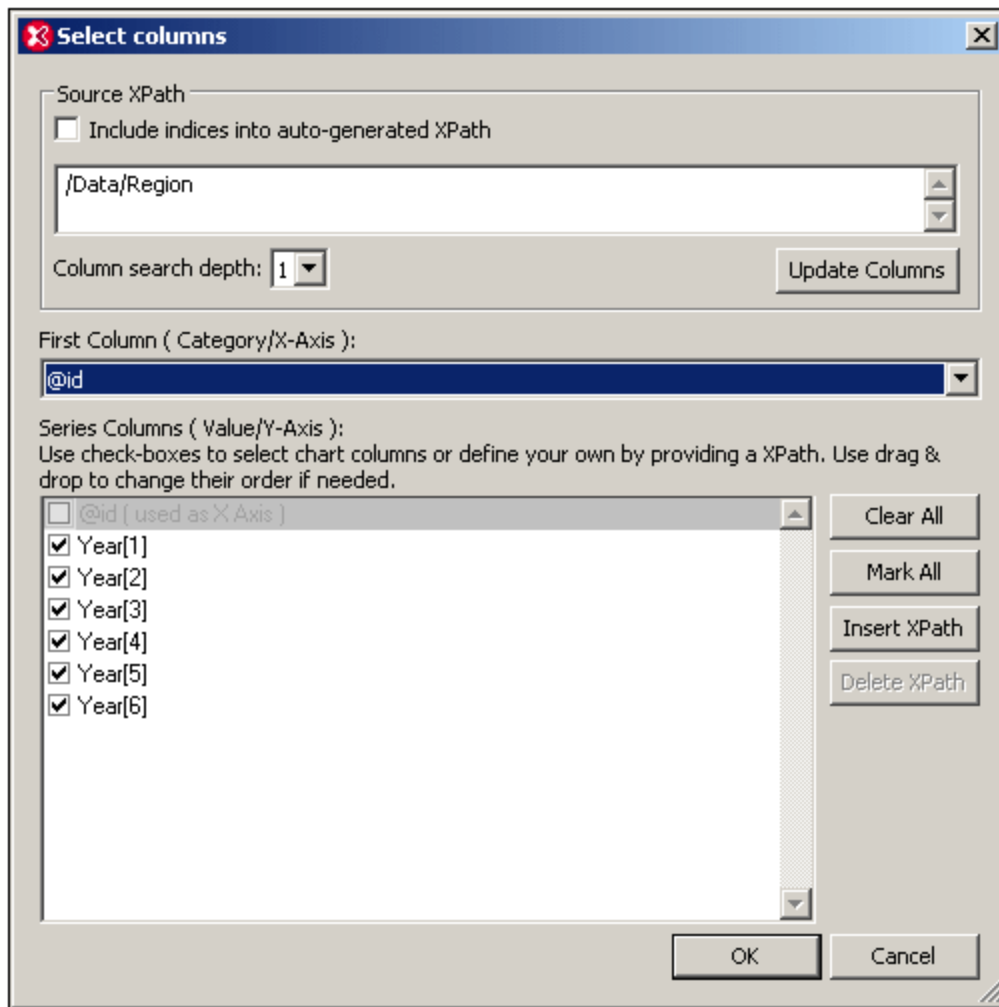 Select columns
Source XPath
Include indices into auto-generated XPath
/Data/Region
Column search depth: 1
Update Columns
First Column ( Category/X-Axis ):
@id
Series Columns ( Value/Y-Axis ):
Use check-boxes to select chart columns or define your own by providing a XPath. Use drag &
drop to change their order if needed.
@id ( used as X Axis )
Year[1]
Year[2]
Year[3]
Year[4]
Year[5]
Year[6]
Clear All
Mark All
Insert XPath
Delete XPath
OK
Cancel